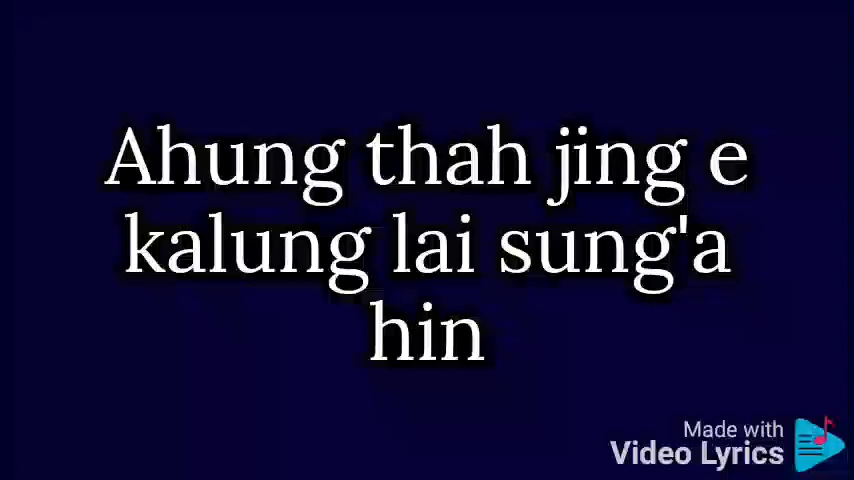 Ahung thah jing e
kalung lai sung'a
hin
Made with
Video Lyrics